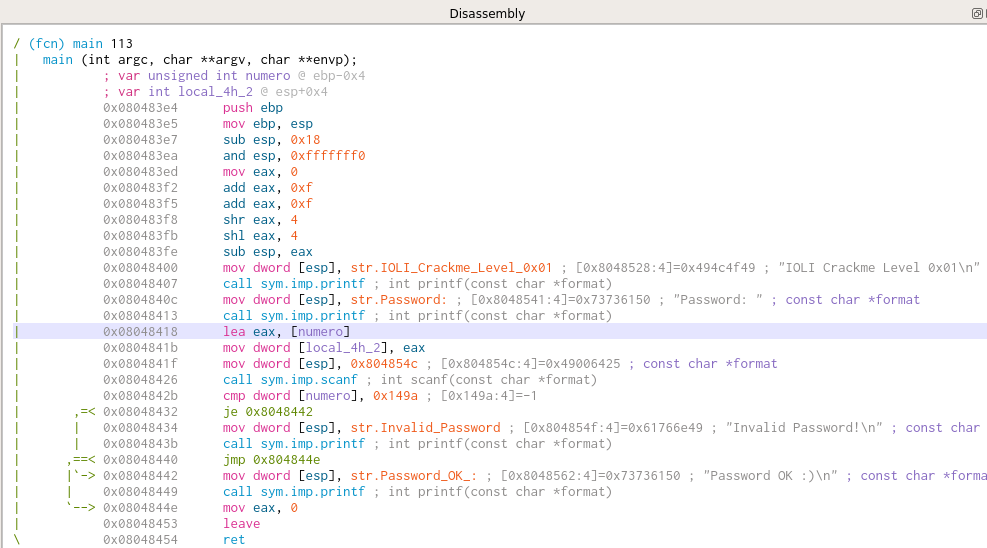 Disassembly
/ (fcn) main 113
| main (int argc, char **argv, char **envp);
| ; var unsigned int numero @ ebp-0x4
| ; var int local_4h_2 @ esp+0x4
| 0x080483e4 push ebp
| 0x080483e5 mov ebp, esp
| 0x080483e7 sub esp, 0x18
| 0x080483ea and esp, 0xfffffff0
| 0x080483ed mov eax, 0
| 0x080483f2 add eax, 0xf
| 0x080483f5 add eax, 0xf
| 0x080483f8 shr eax, 4
| 0x080483fb shl eax, 4
| 0x080483fe sub esp, eax
| 0x08048400 mov dword [esp], str.IOLI_Crackme_Level_0x01 ; [0x8048528:4]=0x494c4f49 ; "IOLI Crackme Level 0x01\n"
| 0x08048407 call sym.imp.printf ; int printf(const char *format)
| 0x0804840c mov dword [esp], str.Password: ; [0x8048541:4]=0x73736150 ; "Password: " ; const char *format
| 0x08048413 call sym.imp.printf ; int printf(const char *format)
| 0x08048418 lea eax, [numero]
| 0x0804841b mov dword [local_4h_2], eax
| 0x0804841f mov dword [esp], 0x804854c ; [0x804854c:4]=0x49006425 ; const char *format
| 0x08048426 call sym.imp.scanf ; int scanf(const char *format)
| 0x0804842b cmp dword [numero], 0x149a ; [0x149a:4]=-1
| ,=< 0x08048432 je 0x8048442
| | 0x08048434 mov dword [esp], str.Invalid_Password ; [0x804854f:4]=0x61766e49 ; "Invalid Password!\n" ; const char
| | 0x0804843b call sym.imp.printf ; int printf(const char *format)
| ,==< 0x08048440 jmp 0x804844e
| |`-> 0x08048442 mov dword [esp], str.Password_OK_: ; [0x8048562:4]=0x73736150 ; "Password OK :)\n" ; const char *forma
| | 0x08048449 call sym.imp.printf ; int printf(const char *format)
| `--> 0x0804844e mov eax, 0
| 0x08048453 leave
\ 0x08048454 ret